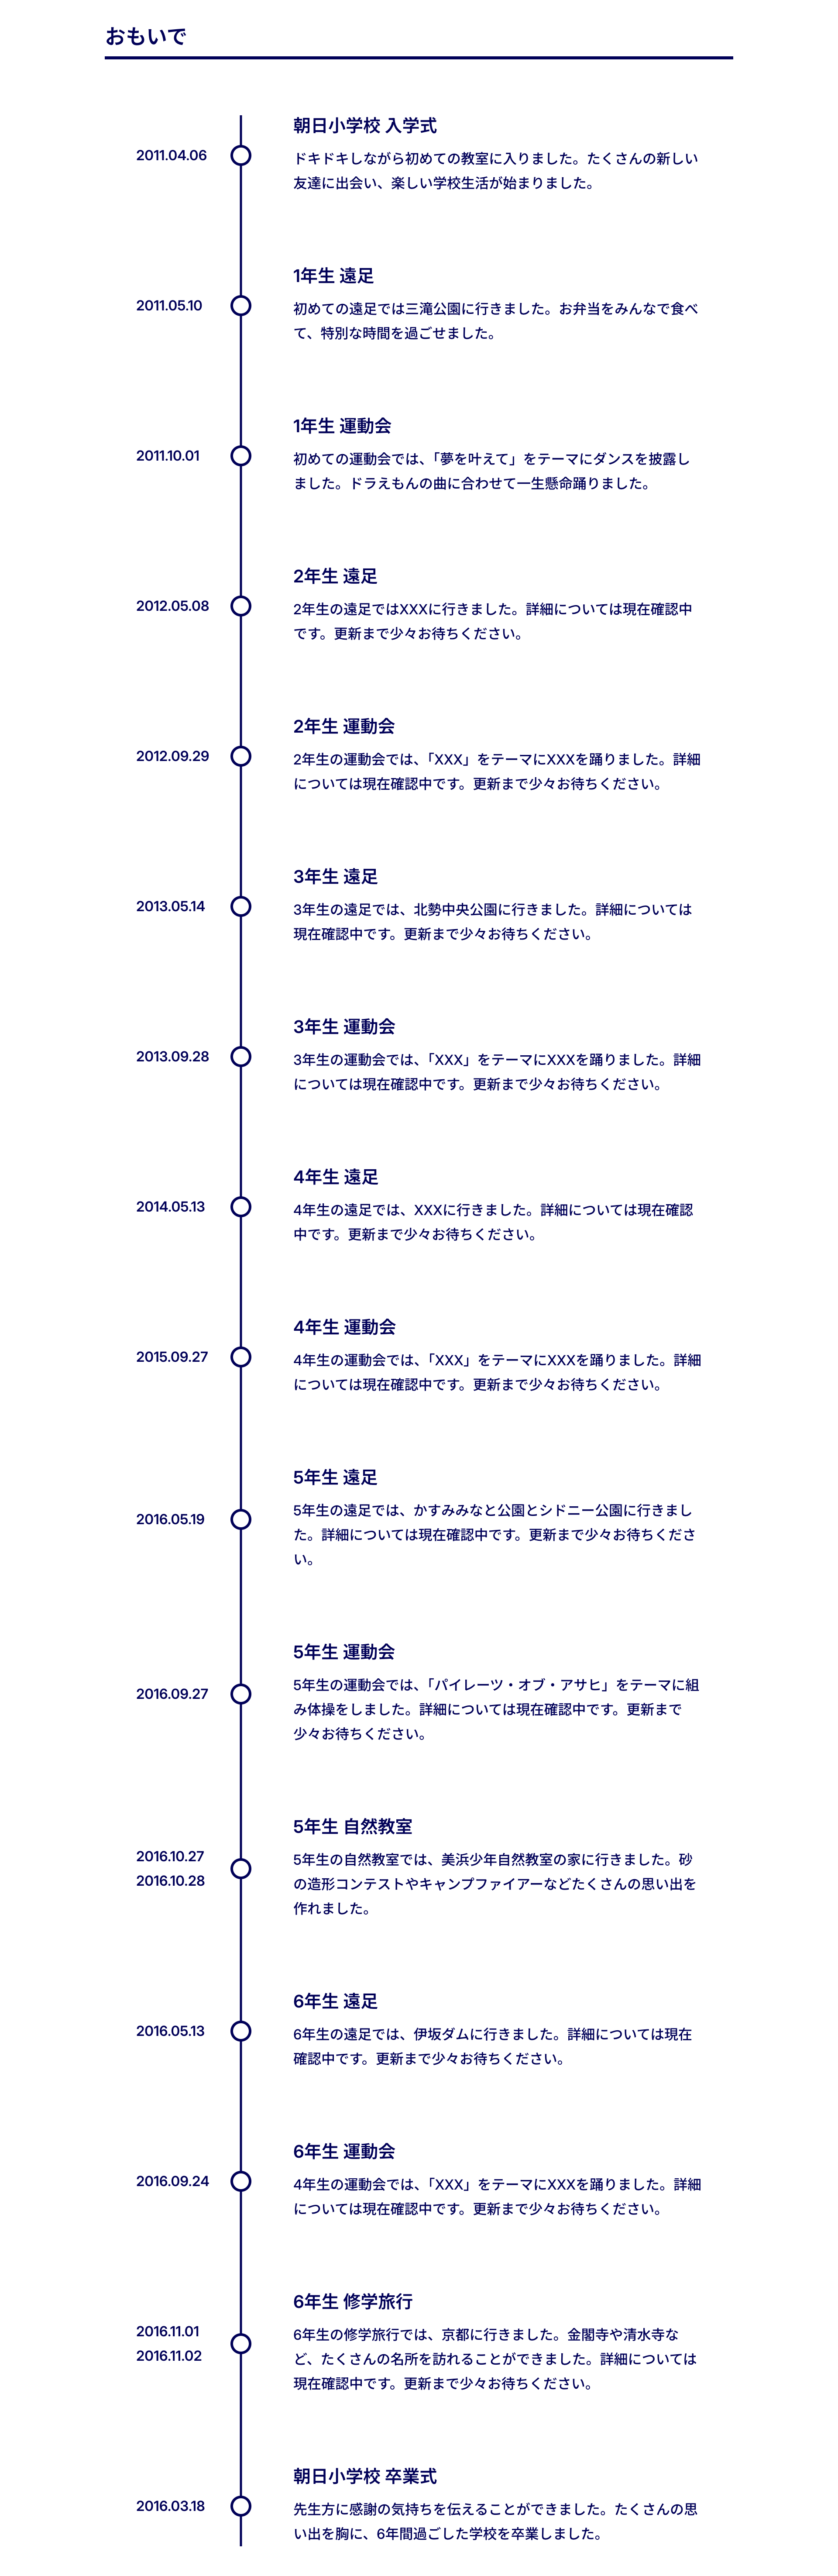 おもいで
朝日小学校 入学式
2011.04.06
ドキドキしながら初めての教室に入りました。たくさんの新しい
友達に出会い、楽しい学校生活が始まりました。
1年生 遠足
2011.05.10
初めての遠足では三滝公園に行きました。お弁当をみんなで食べ
て、特別な時間を過ごせました。
1年生 運動会
2011.10.01
初めての運動会では、「夢を叶えて」をテーマにダンスを披露し
ました。ドラえもんの曲に合わせて一生懸命踊りました。
2年生 遠足
2012.05.08
2年生の遠足ではXXXに行きました。詳細については現在確認中
です。更新まで少々お待ちください。
2年生 運動会
2012.09.29
2年生の運動会では、「XXX」をテーマにXXXを踊りました。詳細
については現在確認中です。更新まで少々お待ちください。
3年生 遠足
2013.05.14
3年生の遠足では、北勢中央公園に行きました。詳細については
現在確認中です。更新まで少々お待ちください。
3年生 運動会
2013.09.28
3年生の運動会では、「XXX」をテーマにXXXを踊りました。詳細
については現在確認中です。更新まで少々お待ちください。
4年生 遠足
2014.05.13
4年生の遠足では、XXXに行きました。詳細については現在確認
中です。更新まで少々お待ちください。
4年生 運動会
2015.09.27
4年生の運動会では、「XXX」をテーマにXXXを踊りました。詳細
については現在確認中です。更新まで少々お待ちください。
5年生 遠足
2016.05.19
5年生の遠足では、かすみみなと公園とシドニー公園に行きまし
た。詳細については現在確認中です。更新まで少々お待ちくださ
い。
5年生 運動会
2016.09.27
5年生の運動会では、「パイレーツ・オブ・アサヒ」をテーマに組
み体操をしました。詳細については現在確認中です。更新まで
少々お待ちください。
5年生 自然教室
2016.10.27
2016.10.28
5年生の自然教室では、美浜少年自然教室の家に行きました。砂
の造形コンテストやキャンプファイアーなどたくさんの思い出を
作れました。
6年生 遠足
2016.05.13
6年生の遠足では、伊坂ダムに行きました。詳細については現在
確認中です。更新まで少々お待ちください。
6年生 運動会
2016.09.24
4年生の運動会では、「XXX」をテーマにXXXを踊りました。詳細
については現在確認中です。更新まで少々お待ちください。
6年生 修学旅行
2016.11.01
2016.11.02
6年生の修学旅行では、京都に行きました。金閣寺や清水寺な
ど、たくさんの名所を訪れることができました。詳細については
現在確認中です。更新まで少々お待ちください。
朝日小学校 卒業式
2016.03.18
先生方に感謝の気持ちを伝えることができました。たくさんの思
い出を胸に、6年間過ごした学校を卒業しました。